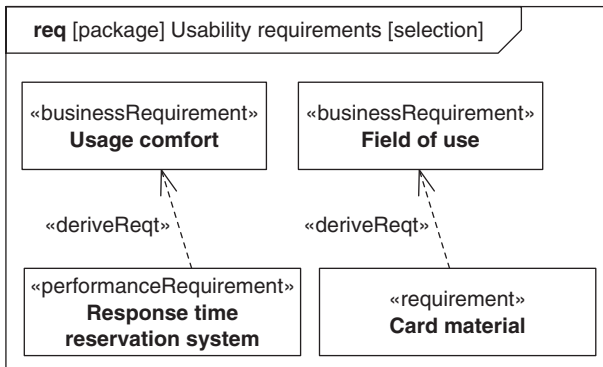 req [package] Usability requirements [selection]
«businessRequirement»
Usage comfort
«businessRequirement»
Field of use
«deriveReqt»
«deriveReqt»
«performanceRequirement»
Response time
reservation system
«requirement»
Card material